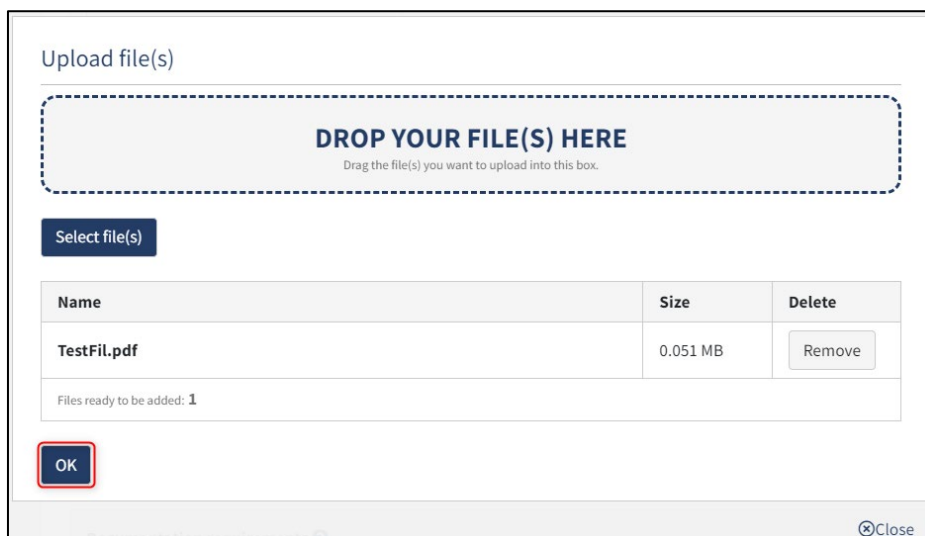 Upload file(s)
DROP YOUR FILE(S) HERE
Drag the file(s) you want to upload into this box.
Select file(s)
Name Size Delete
TestFil.pdf 0.051 MB Remove
Files ready to be added: 1
OK
Close